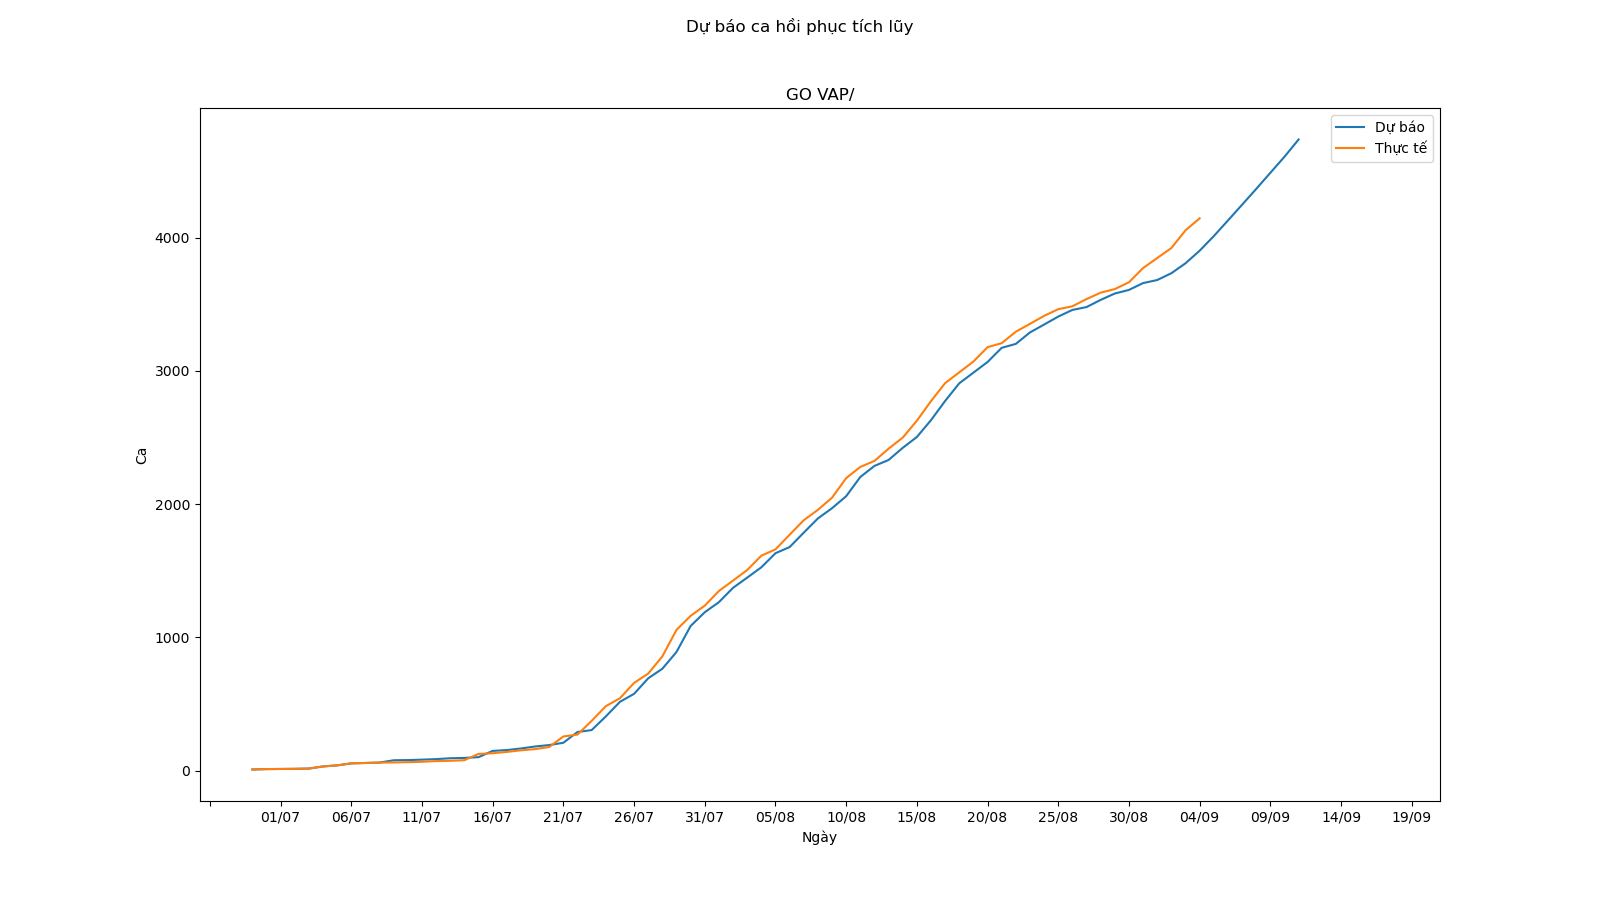 Dự báo ca hồi phục tích lũy
GO VAP/
Dự báo
Thực tế
Ca
4000
3000
2000
1000
0
01/07 06/07 11/07 16/07 21/07 26/07 31/07 05/08 10/08 15/08 20/08 25/08 30/08 04/09 09/09 14/09 19/09
Ngày